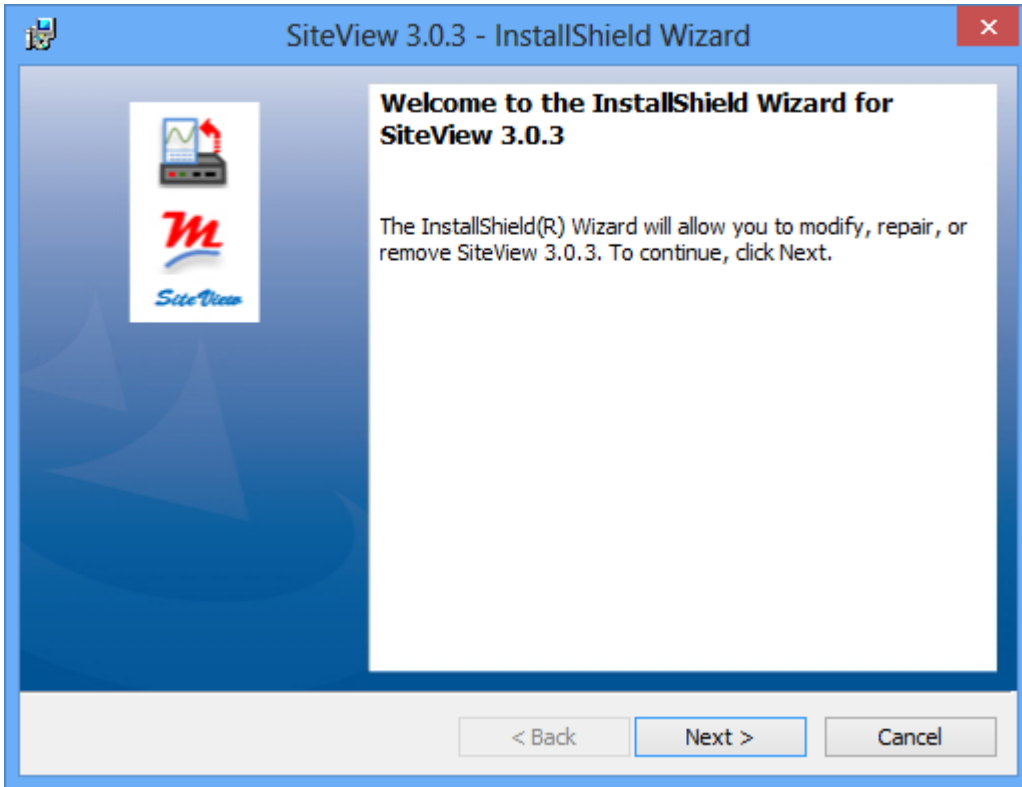 SiteView 3.0.3 - InstallShield Wizard
Welcome to the InstallShield Wizard for
SiteView 3.0.3
The InstallShield(R) Wizard will allow you to modify, repair, or
remove SiteView 3.0.3. To continue, click Next.
m
SiteView
< Back
Next >
Cancel